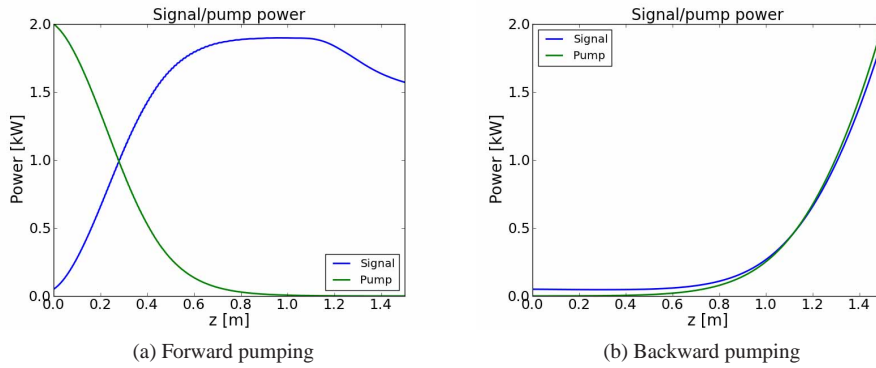 Signal/pump power
2.0
1.5
1.0
0.5
0.0
Power [kW]
0.0 0.2 0.4 0.6 0.8 1.0 1.2 1.4
z [m]
Signal
Pump
(a) Forward pumping
Signal/pump power
2.0
1.5
1.0
0.5
0.0
Power [kW]
0.0 0.2 0.4 0.6 0.8 1.0 1.2 1.4
z [m]
Signal
Pump
(b) Backward pumping